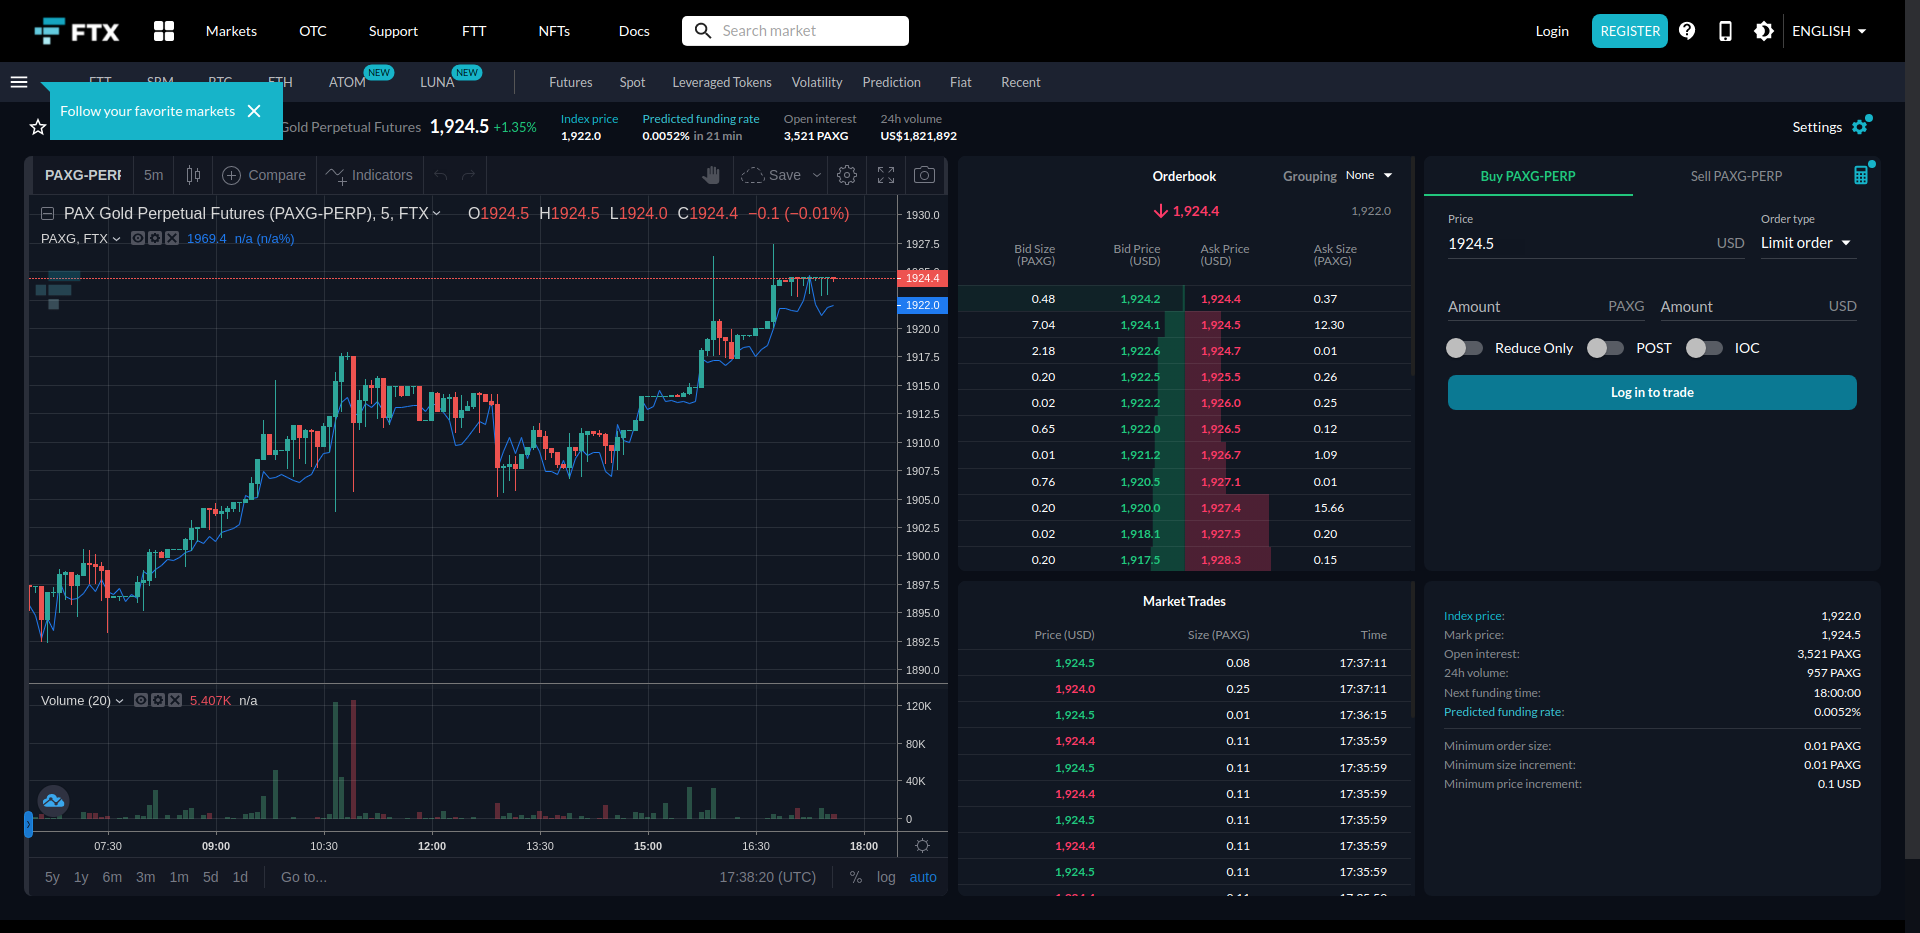 FTX
Markets
OTC
Support
FTT
NFTs
Docs
Search market
Login
REGISTER
ENGLISH
ATOM NEW
LUNA NEW
Futures
Spot
Leveraged Tokens
Volatility
Prediction
Fiat
Recent
Follow your favorite markets
Gold Perpetual Futures
1,924.5 +1.35%
Index price
1,922.0
Predicted funding rate
0.0052% in 21 min
Open interest
3,521 PAXG
24h volume
US$1,821,892
Settings
PAXG-PERP
5m
Compare
Indicators
Save
PAX Gold Perpetual Futures (PAXG-PERP), 5, FTX
O1924.5 H1924.5 L1924.0 C1924.4 −0.1 (−0.01%)
PAXG, FTX
1969.4 n/a (n/a%)
1930.0
1927.5
1924.4
1922.0
1920.0
1917.5
1915.0
1912.5
1910.0
1907.5
1905.0
1902.5
1900.0
1897.5
1895.0
1892.5
1890.0
Volume (20)
5.407K n/a
120K
80K
40K
0
07:30 09:00 10:30 12:00 13:30 15:00 16:30 18:00
5y 1y 6m 3m 1m 5d 1d Go to...
17:38:20 (UTC) % log auto
Orderbook
Grouping None
1,924.4
1,922.0
Bid Size (PAXG) Bid Price (USD) Ask Price (USD) Ask Size (PAXG)
0.48 1,924.2 1,924.4 0.37
7.04 1,924.1 1,924.5 12.30
2.18 1,922.6 1,924.7 0.01
0.20 1,922.5 1,925.5 0.26
0.02 1,922.2 1,926.0 0.25
0.65 1,922.0 1,926.5 0.12
0.01 1,921.2 1,926.7 1.09
0.76 1,920.5 1,927.1 0.01
0.20 1,920.0 1,927.4 15.66
0.02 1,918.1 1,927.5 0.20
0.20 1,917.5 1,928.3 0.15
Market Trades
Price (USD) Size (PAXG) Time
1,924.5 0.08 17:37:11
1,924.0 0.25 17:37:11
1,924.5 0.01 17:36:15
1,924.4 0.11 17:35:59
1,924.5 0.11 17:35:59
1,924.4 0.11 17:35:59
1,924.5 0.11 17:35:59
1,924.4 0.11 17:35:59
1,924.5 0.11 17:35:59
Buy PAXG-PERP
Sell PAXG-PERP
Price
1924.5 USD
Order type
Limit order
Amount PAXG
Amount USD
Reduce Only
POST
IOC
Log in to trade
Index price: 1,922.0
Mark price: 1,924.5
Open interest: 3,521 PAXG
24h volume: 957 PAXG
Next funding time: 18:00:00
Predicted funding rate: 0.0052%
Minimum order size: 0.01 PAXG
Minimum size increment: 0.01 PAXG
Minimum price increment: 0.1 USD